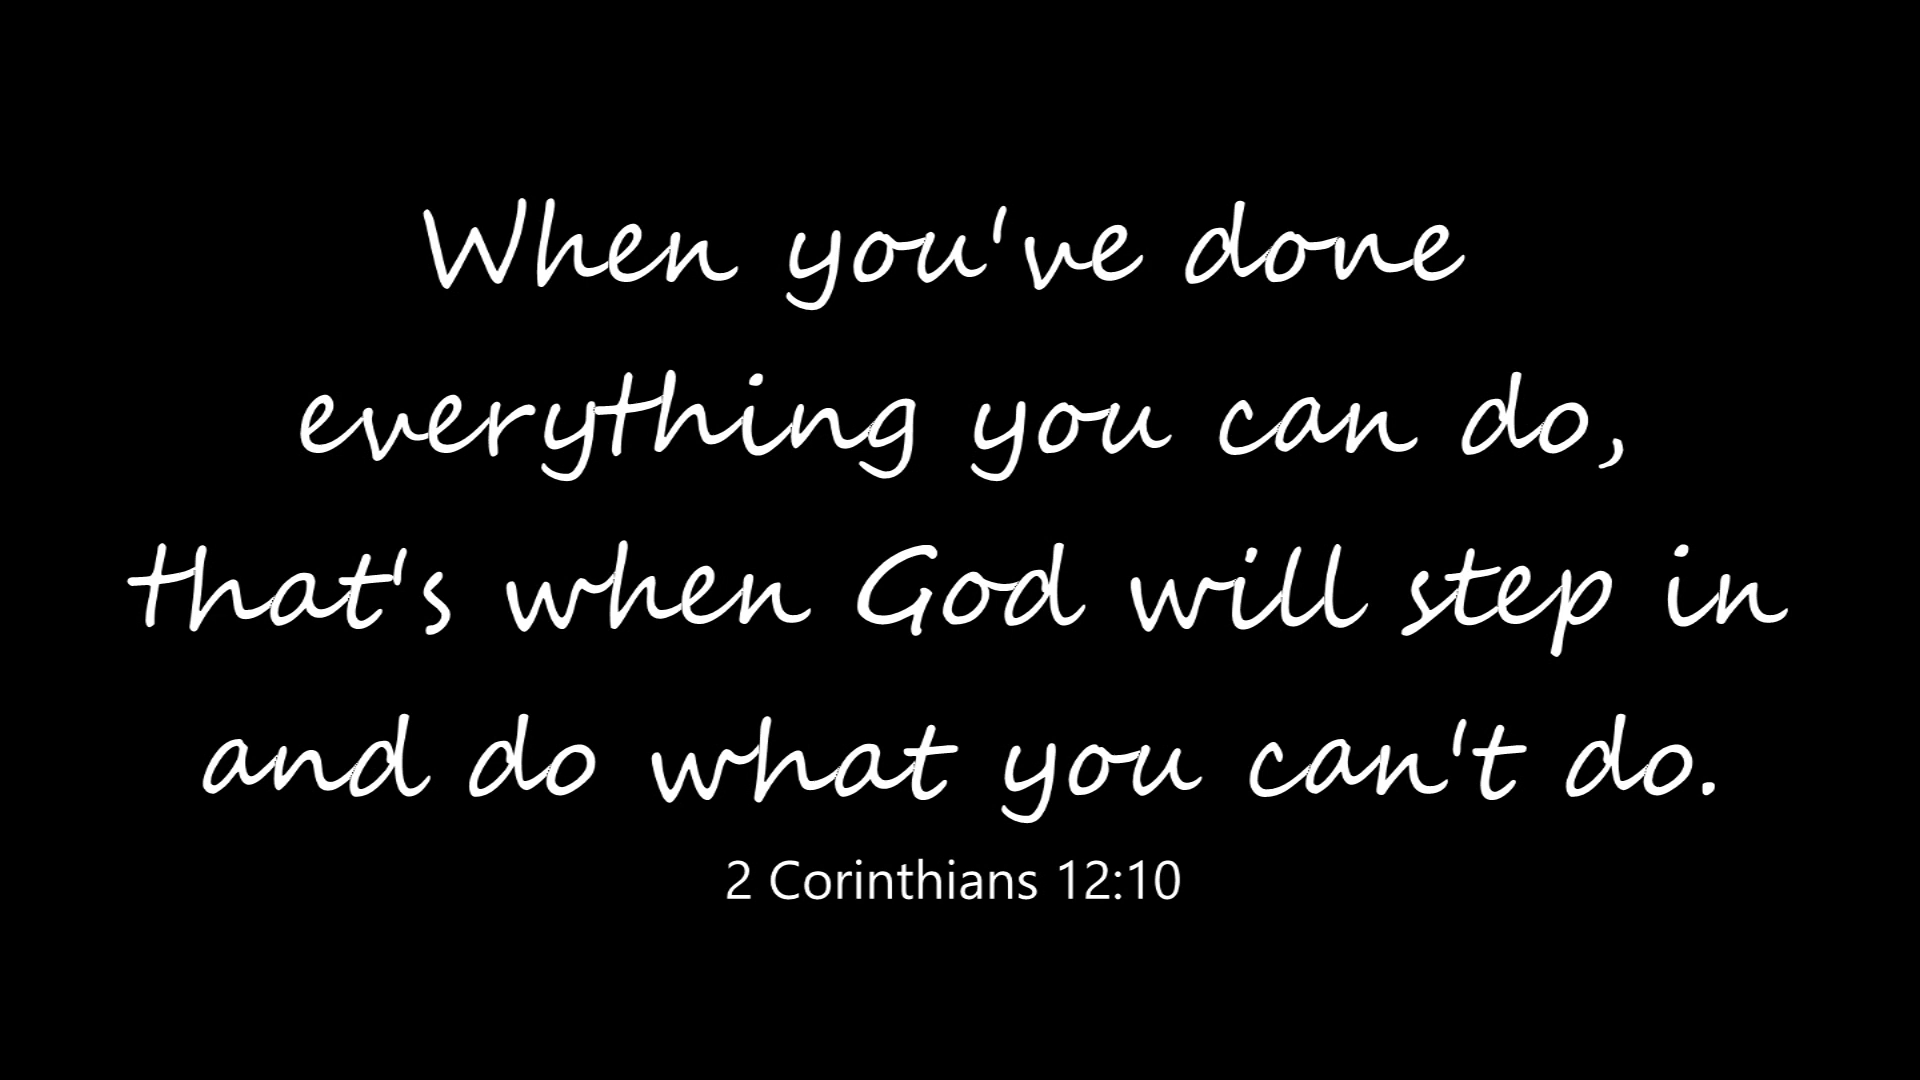 When you've done
everything you can do,
that's when God will step in
and do what you can't do.
2 Corinthians 12:10